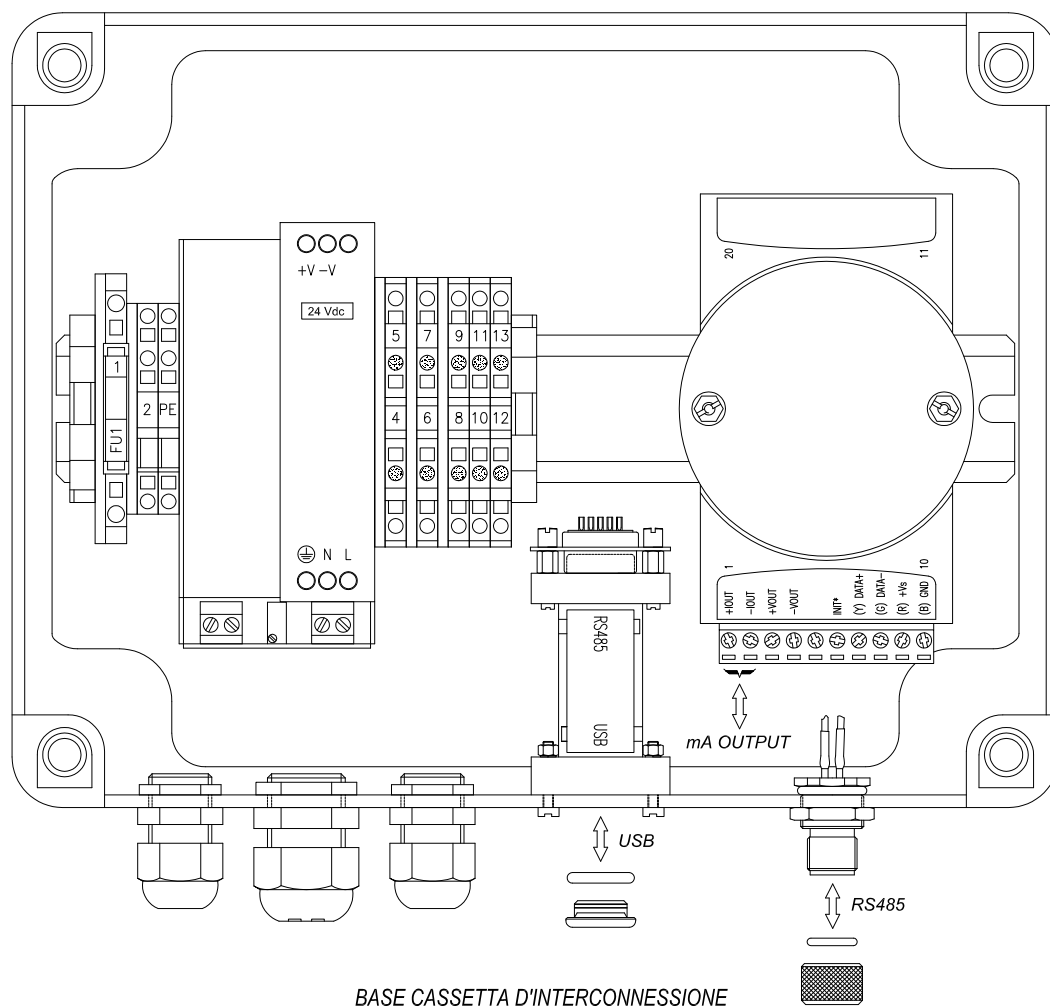 20 11
+V -V
24 Vdc
5 7 9 11 13
1
2 PE
4 6 8 10 12
FU1
N L
1 10
+IOUT
-IOUT
+VOUT
-VOUT
INIT*
(Y) DATA+
(G) DATA-
(R) +Vs
(B) GND
RS485
USB
mA OUTPUT
USB
RS485
BASE CASSETTA D'INTERCONNESSIONE